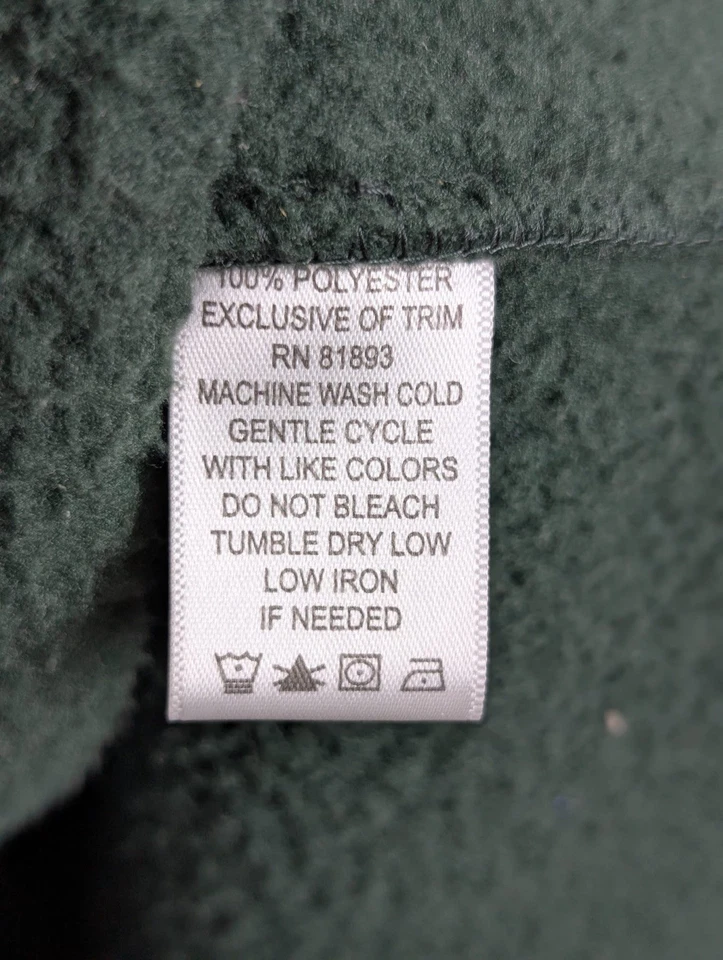 100% POLYESTER
EXCLUSIVE OF TRIM
RN 81893
MACHINE WASH COLD
GENTLE CYCLE
WITH LIKE COLORS
DO NOT BLEACH
TUMBLE DRY LOW
LOW IRON
IF NEEDED